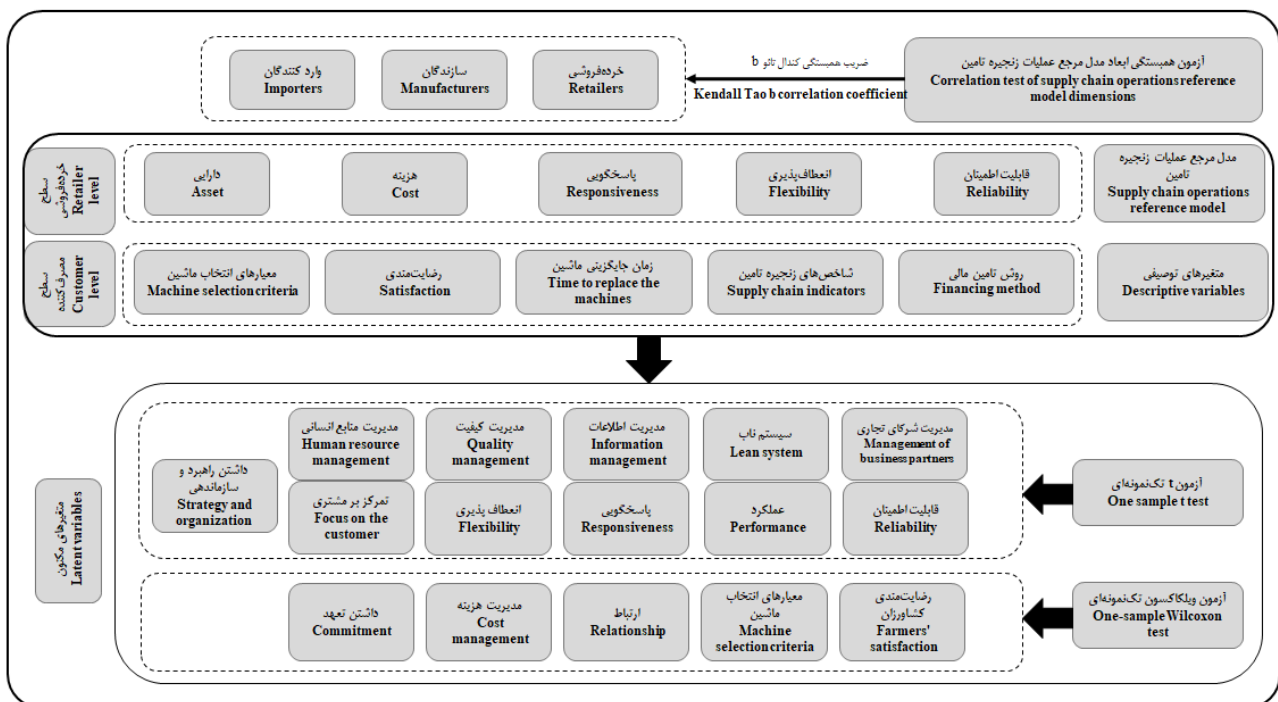 آزمون همبستگی ابعاد مدل مرجع عملیات زنجیره تامین
Correlation test of supply chain operations reference
model dimensions
ضریب همبستگی کندال تائو b
Kendall Tao b correlation coefficient
خرده‌فروشی
Retailers
سازندگان
Manufacturers
وارد کنندگان
Importers
مدل مرجع عملیات زنجیره
تامین
Supply chain operations
reference model
قابلیت اطمینان
Reliability
انعطاف‌پذیری
Flexibility
پاسخگویی
Responsiveness
هزینه
Cost
دارایی
Asset
سطح
خرده‌فروشی
Retailer
level
متغیرهای توصیفی
Descriptive variables
روش تامین مالی
Financing method
شاخص‌های زنجیره تامین
Supply chain indicators
زمان جایگزینی ماشین
Time to replace the
machines
رضایت‌مندی
Satisfaction
معیارهای انتخاب ماشین
Machine selection criteria
سطح
مصرف‌کننده
Customer
level
آزمون t تک‌نمونه‌ای
One sample t test
مدیریت شرکای تجاری
Management of
business partners
سیستم ناب
Lean system
مدیریت اطلاعات
Information
management
مدیریت کیفیت
Quality
management
مدیریت منابع انسانی
Human resource
management
داشتن راهبرد و
سازماندهی
Strategy and
organization
قابلیت اطمینان
Reliability
عملکرد
Performance
پاسخگویی
Responsiveness
انعطاف پذیری
Flexibility
تمرکز بر مشتری
Focus on the
customer
متغیرهای مکنون
Latent variables
آزمون ویلکاکسون تک‌نمونه‌ای
One-sample Wilcoxon
test
رضایت‌مندی
کشاورزان
Farmers'
satisfaction
معیارهای انتخاب
ماشین
Machine
selection criteria
ارتباط
Relationship
مدیریت هزینه
Cost
management
داشتن تعهد
Commitment